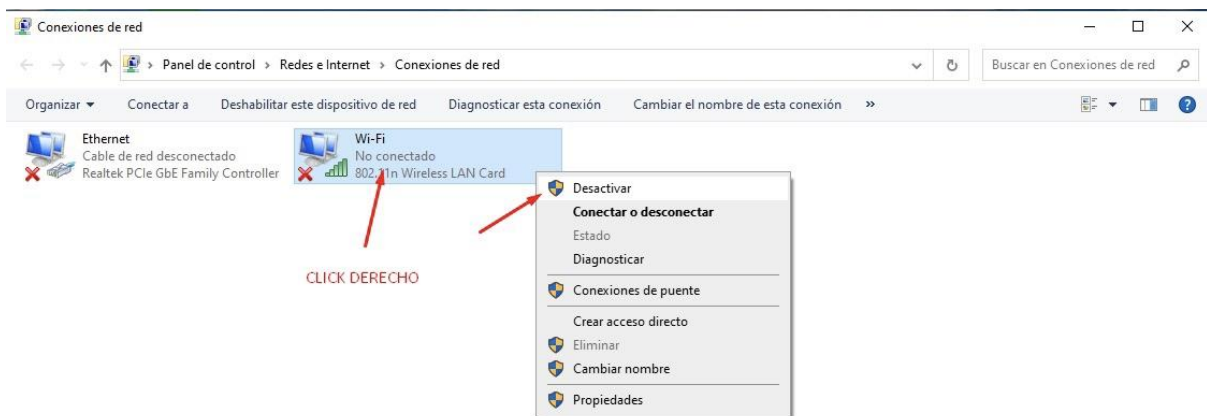 Conexiones de red
Panel de control > Redes e Internet > Conexiones de red
Buscar en Conexiones de red
Organizar Conectar a Deshabilitar este dispositivo de red Diagnosticar esta conexión Cambiar el nombre de esta conexión »
Ethernet
Cable de red desconectado
Realtek PCIe GbE Family Controller
Wi-Fi
No conectado
802.11n Wireless LAN Card
CLICK DERECHO
Desactivar
Conectar o desconectar
Estado
Diagnosticar
Conexiones de puente
Crear acceso directo
Eliminar
Cambiar nombre
Propiedades